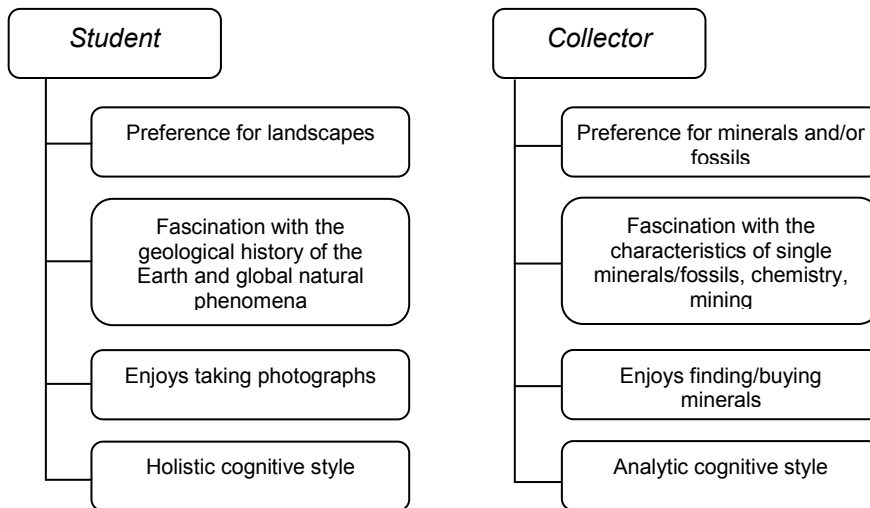 Student
Preference for landscapes
Fascination with the
geological history of the
Earth and global natural
phenomena
Enjoys taking photographs
Holistic cognitive style
Collector
Preference for minerals and/or
fossils
Fascination with the
characteristics of single
minerals/fossils, chemistry,
mining
Enjoys finding/buying
minerals
Analytic cognitive style